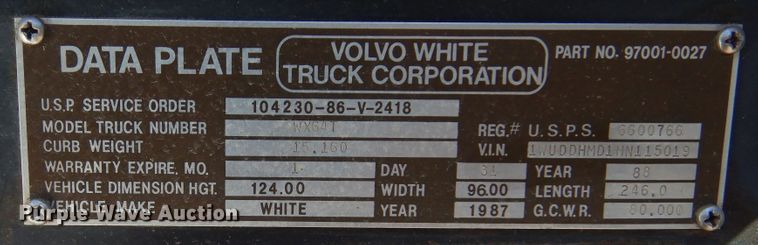 DATA PLATE
VOLVO WHITE
TRUCK CORPORATION
PART NO. 97001-0027
U.S.P. SERVICE ORDER 104230-86-V-2418
MODEL TRUCK NUMBER WX64T REG.# U.S.P.S. 6600766
CURB WEIGHT 15,160 V.I.N. 1WUDDHMD1HN115019
WARRANTY EXPIRE. MO. 1 DAY 31 YEAR 88
VEHICLE DIMENSION HGT. 124.00 WIDTH 96.00 LENGTH 246.0
VEHICLE MAKE WHITE YEAR 1987 G.C.W.R. 80,000
Purple Wave Auction